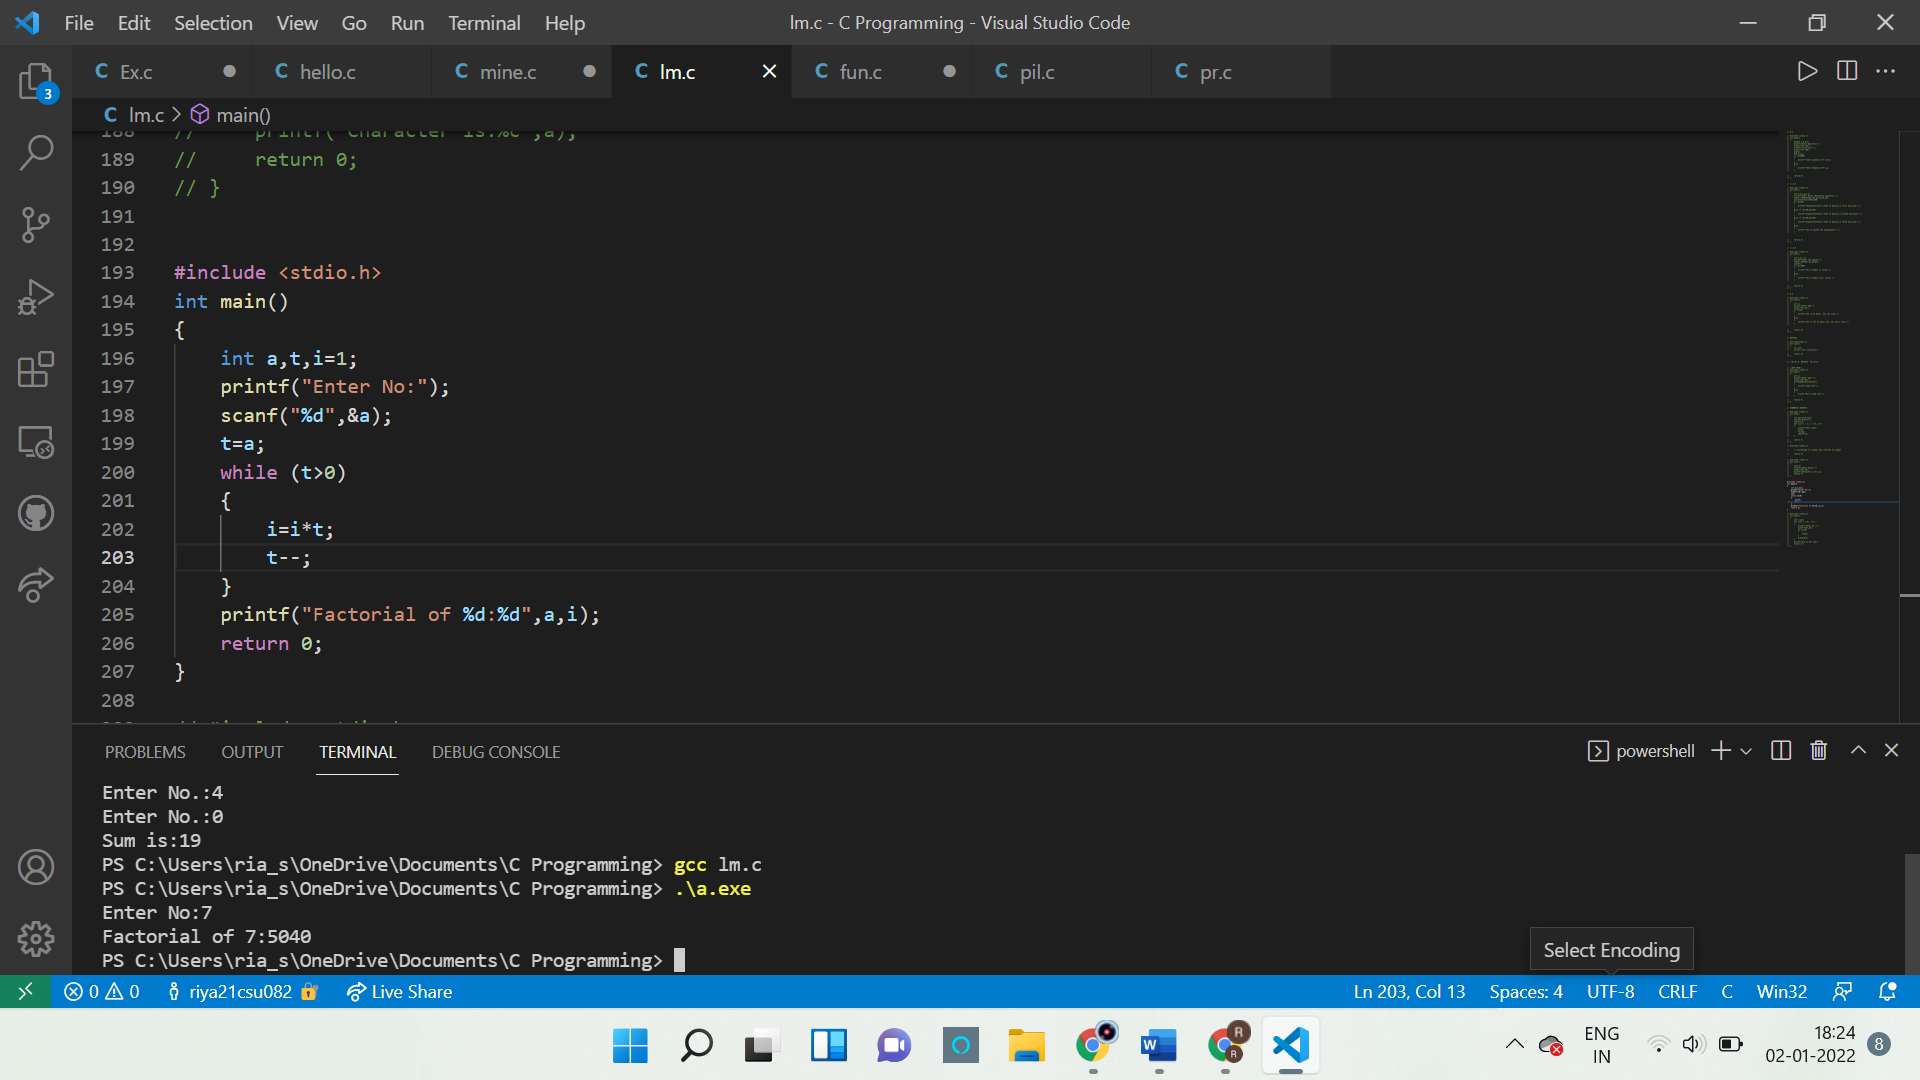 File Edit Selection View Go Run Terminal Help
lm.c - C Programming - Visual Studio Code
3
C Ex.c
C hello.c
C mine.c
C lm.c
C fun.c
C pil.c
C pr.c
C lm.c > main()
188 // printf("Character is:%c",a);
189 // return 0;
190 // }
191
192
193 #include <stdio.h>
194 int main()
195 {
196 int a,t,i=1;
197 printf("Enter No:");
198 scanf("%d",&a);
199 t=a;
200 while (t>0)
201 {
202 i=i*t;
203 t--;
204 }
205 printf("Factorial of %d:%d",a,i);
206 return 0;
207 }
208
PROBLEMS OUTPUT TERMINAL DEBUG CONSOLE
powershell
Enter No.:4
Enter No.:0
Sum is:19
PS C:\Users\ria_s\OneDrive\Documents\C Programming> gcc lm.c
PS C:\Users\ria_s\OneDrive\Documents\C Programming> .\a.exe
Enter No:7
Factorial of 7:5040
PS C:\Users\ria_s\OneDrive\Documents\C Programming>
Select Encoding
0 0 riya21csu082 Live Share
Ln 203, Col 13 Spaces: 4 UTF-8 CRLF C Win32
W
R
R
ENG
IN
18:24
02-01-2022
8